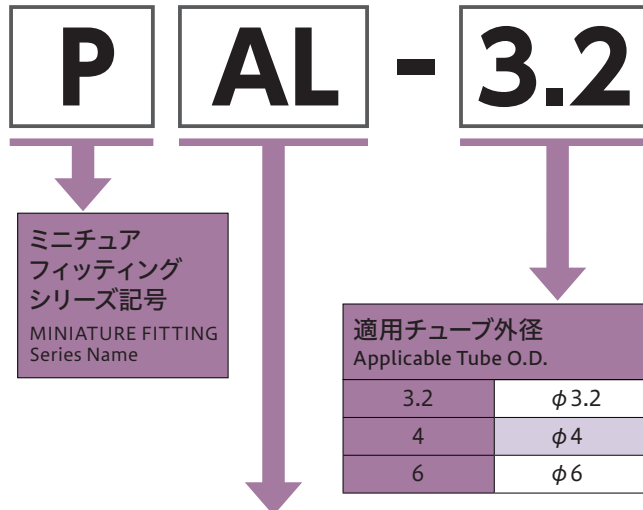 P AL - 3.2
ミニチュア
フィッティング
シリーズ記号
MINIATURE FITTING
Series Name
適用チューブ外径
Applicable Tube O.D.
3.2 φ3.2
4 φ4
6 φ6